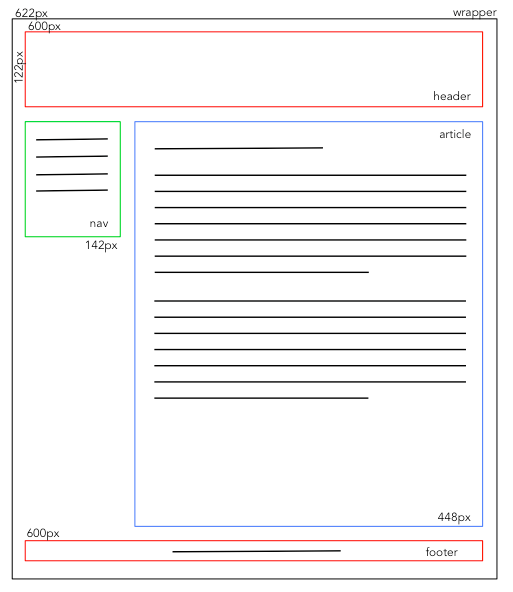 622px
wrapper
600px
122px
header
article
nav
142px
448px
600px
footer